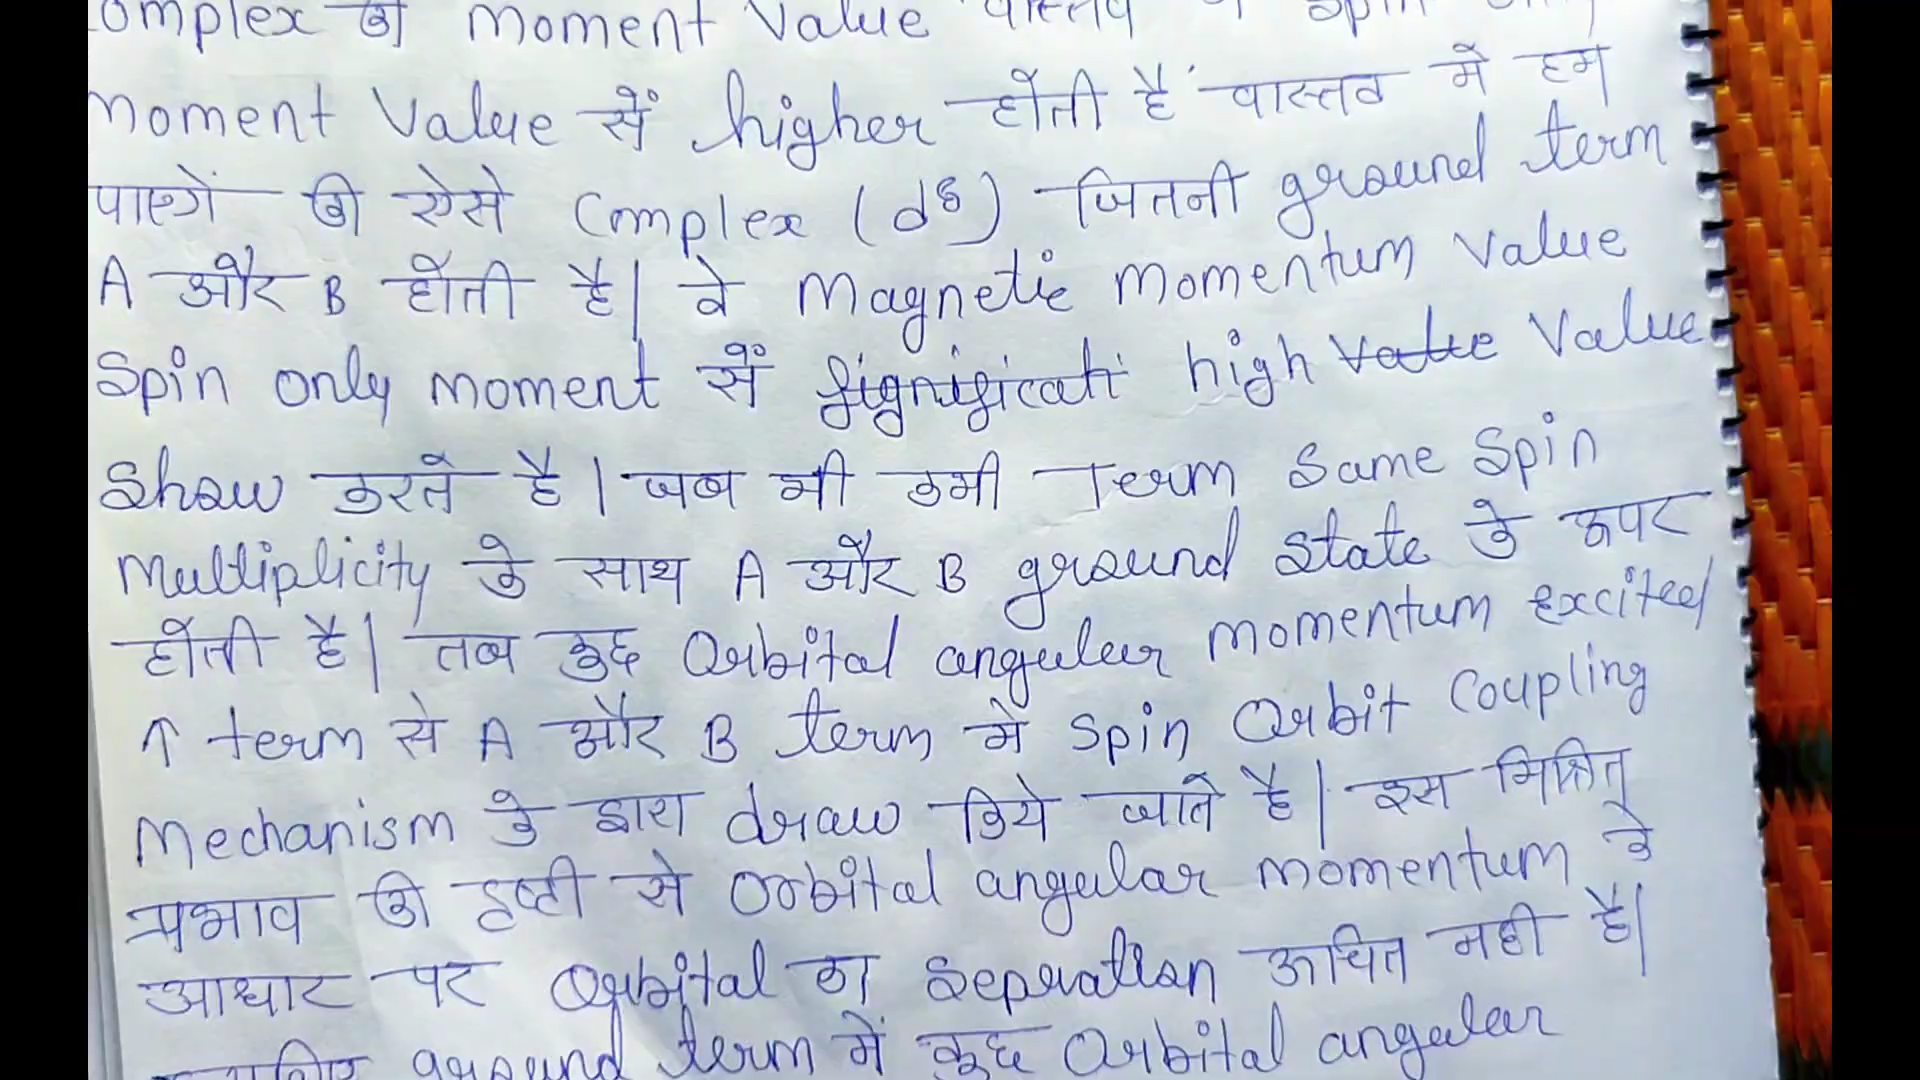 Complex का moment Value वास्तव में Spin only
moment Value सें higher होंती है वास्तव में हम
पाएगें की ऐसे Complex (d⁸) जितनी ground term
A और B होंती है| वे Magnetic momentum Value
Spin only moment सें high Value
Show करते है | जब भी कभी Term Same Spin
Multiplicity के साथ A और B ground State के ऊपर
होंती है| तब कुछ Orbital angular momentum excited
↑ term से A और B term में Spin Orbit Coupling
Mechanism के द्वारा draw किये जाते है| इस मिश्रित
प्रभाव की दृष्टी से Orbital angular momentum के
आधार पर Orbital का Sepration उचित नही है|
ground term में कुछ Orbital angular